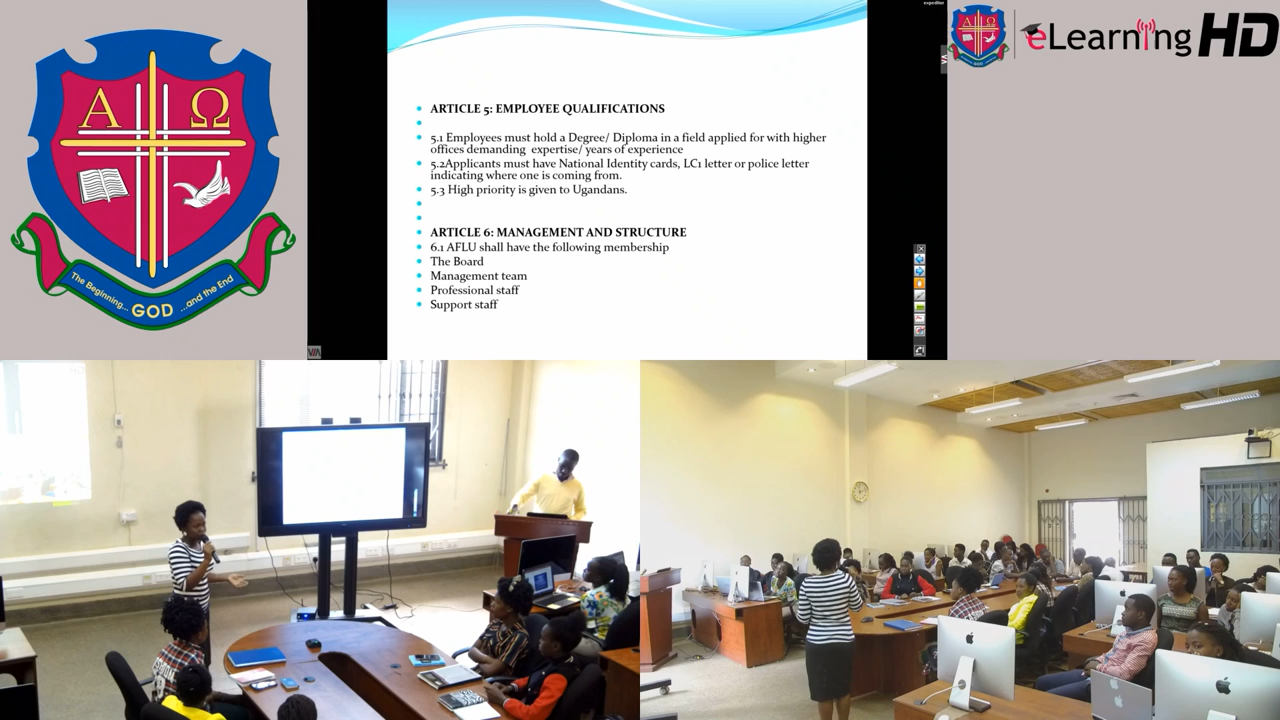 Α Ω
The Beginning... GOD ...and the End
expeditor
eLearning HD
ARTICLE 5: EMPLOYEE QUALIFICATIONS
5.1 Employees must hold a Degree/ Diploma in a field applied for with higher
offices demanding expertise/ years of experience
5.2Applicants must have National Identity cards, LC1 letter or police letter
indicating where one is coming from.
5.3 High priority is given to Ugandans.
ARTICLE 6: MANAGEMENT AND STRUCTURE
6.1 AFLU shall have the following membership
The Board
Management team
Professional staff
Support staff
VIA